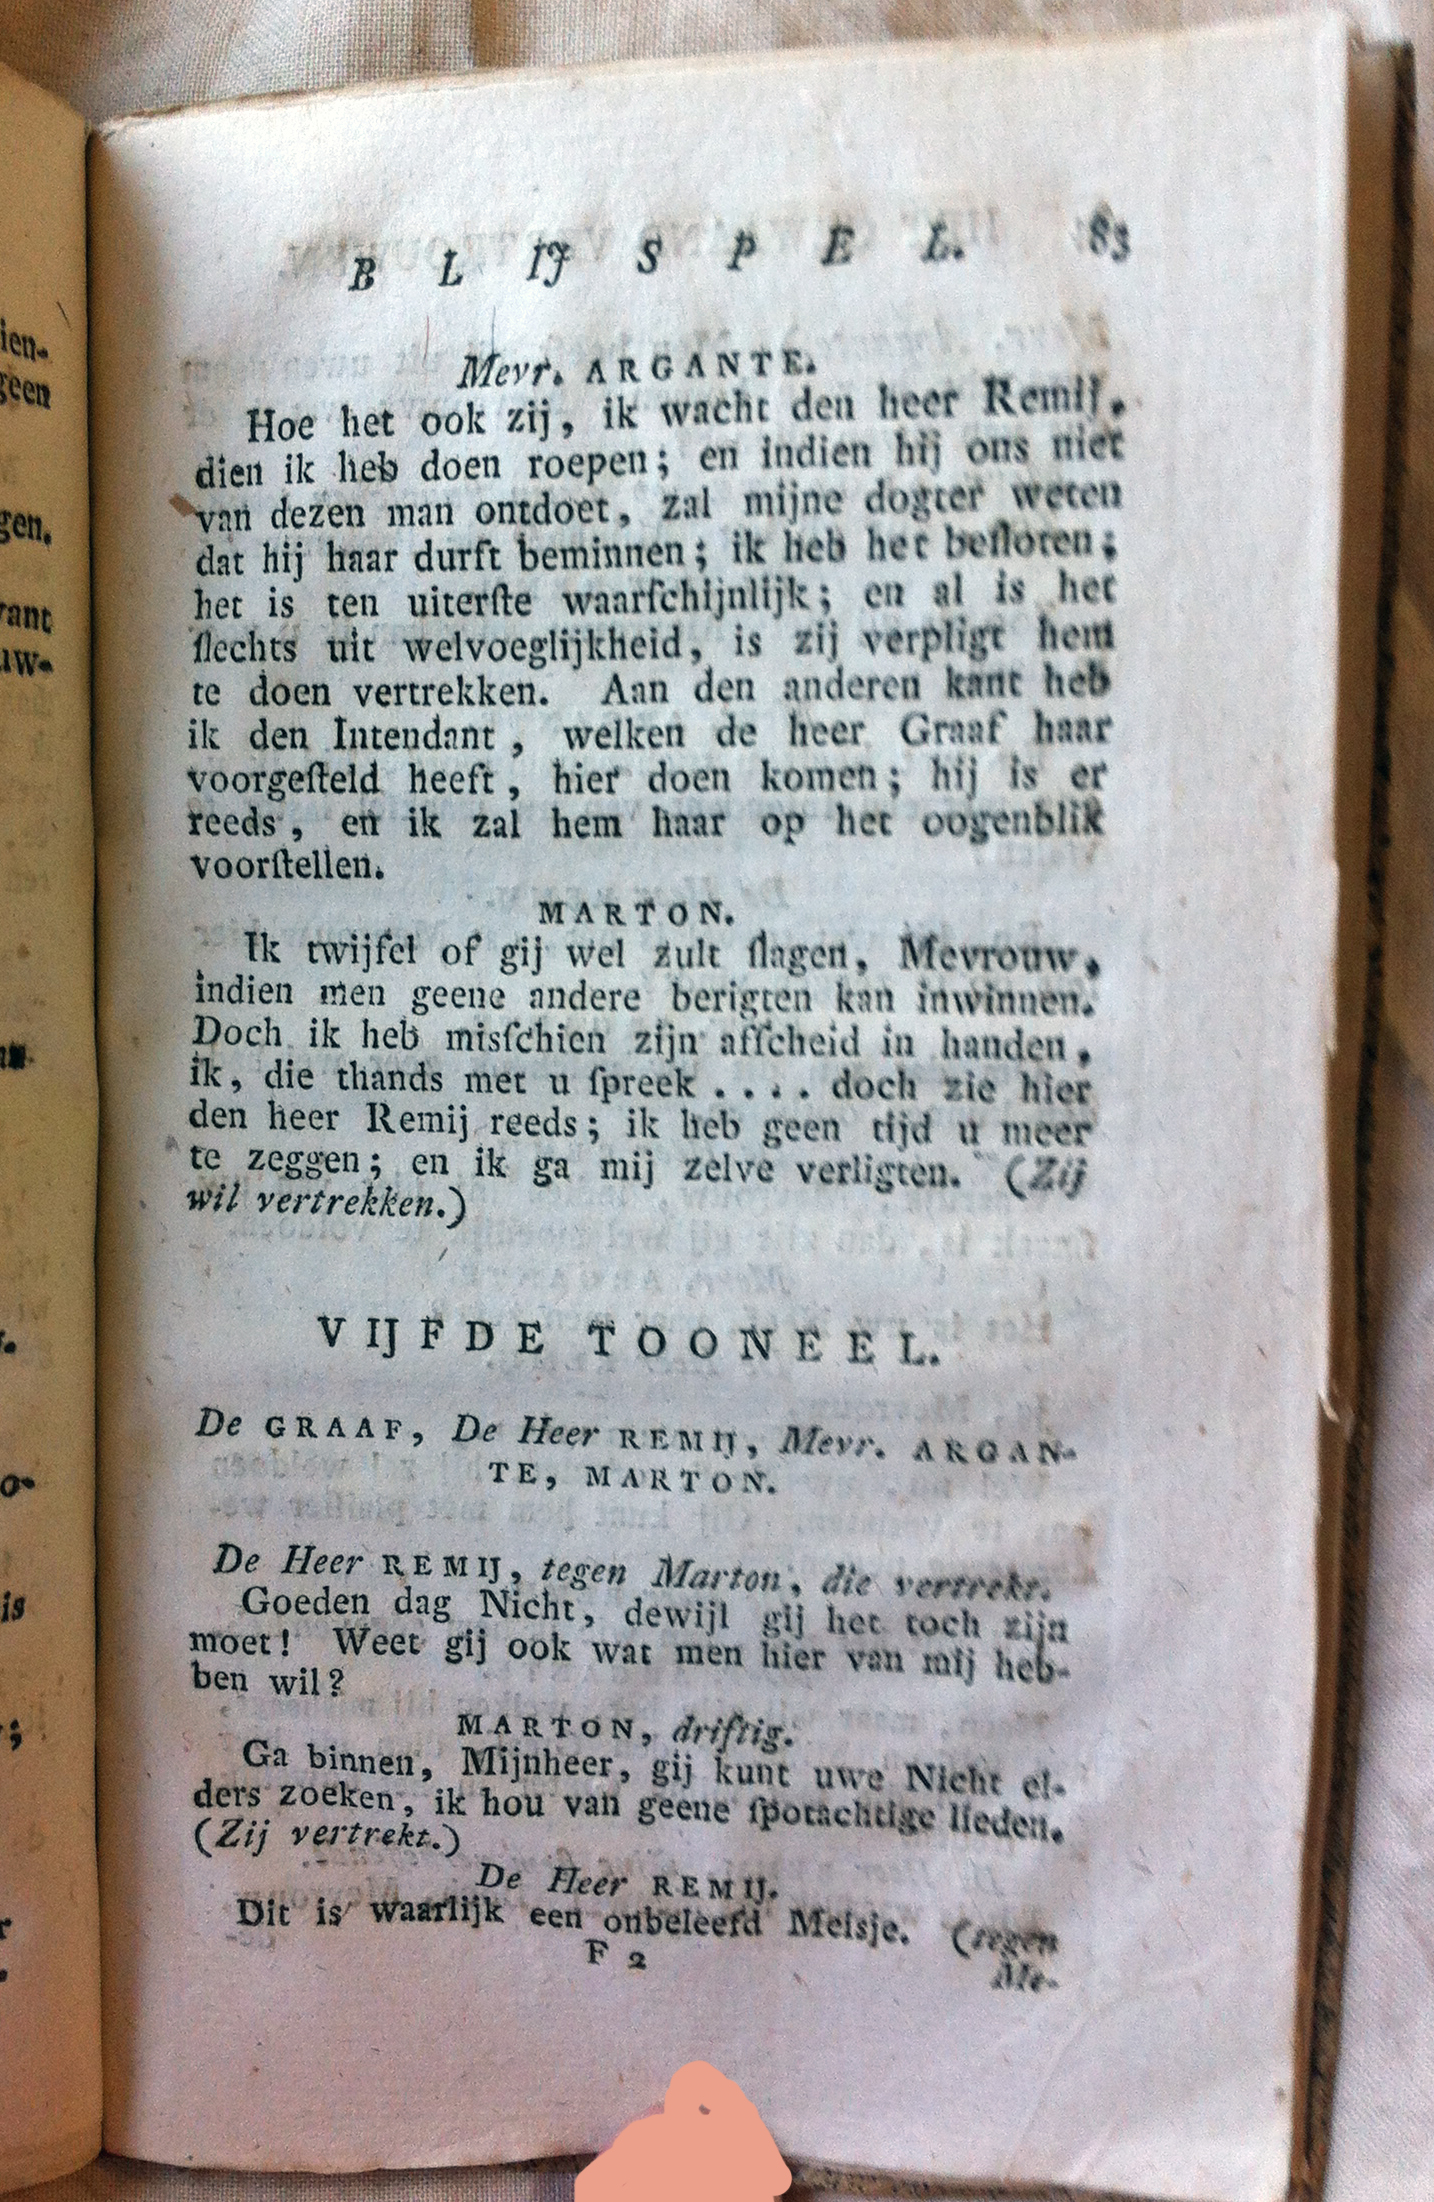 ien-
geen
gen.
vant
uw-
o-
is
B L IJ S P E L. 83
Mevr. ARGANTE.
Hoe het ook zij, ik wacht den heer Remij,
dien ik heb doen roepen; en indien hij ons niet
van dezen man ontdoet, zal mijne dogter weten
dat hij haar durft beminnen; ik heb het beſloten;
het is ten uiterſte waarſchijnlijk; en al is het
ſlechts uit welvoeglijkheid, is zij verpligt hem
te doen vertrekken. Aan den anderen kant heb
ik den Intendant, welken de heer Graaf haar
voorgeſteld heeft, hier doen komen; hij is er
reeds, en ik zal hem haar op het oogenblik
voorſtellen.
MARTON.
Ik twijfel of gij wel zult ſlagen, Mevrouw,
indien men geene andere berigten kan inwinnen.
Doch ik heb misſchien zijn afſcheid in handen,
ik, die thands met u ſpreek .... doch zie hier
den heer Remij reeds; ik heb geen tijd u meer
te zeggen; en ik ga mij zelve verligten. (Zij
wil vertrekken.)
VIJFDE TOONEEL.
De GRAAF, De Heer REMIJ, Mevr. ARGAN-
TE, MARTON.
De Heer REMIJ, tegen Marton, die vertrekt.
Goeden dag Nicht, dewijl gij het toch zijn
moet! Weet gij ook wat men hier van mij heb-
ben wil?
MARTON, driftig.
Ga binnen, Mijnheer, gij kunt uwe Nicht el-
ders zoeken, ik hou van geene ſpotachtige lieden.
(Zij vertrekt.)
De Heer REMIJ.
Dit is waarlijk een onbeleefd Meisje. (tegen
F 2
Me-